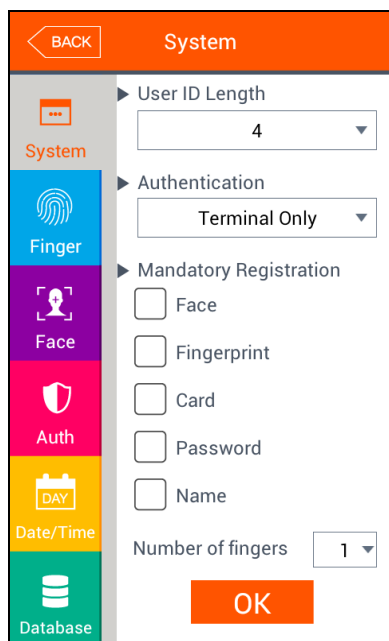 BACK
System
System
Finger
Face
Auth
DAY
Date/Time
Database
User ID Length
4
Authentication
Terminal Only
Mandatory Registration
Face
Fingerprint
Card
Password
Name
Number of fingers 1
OK